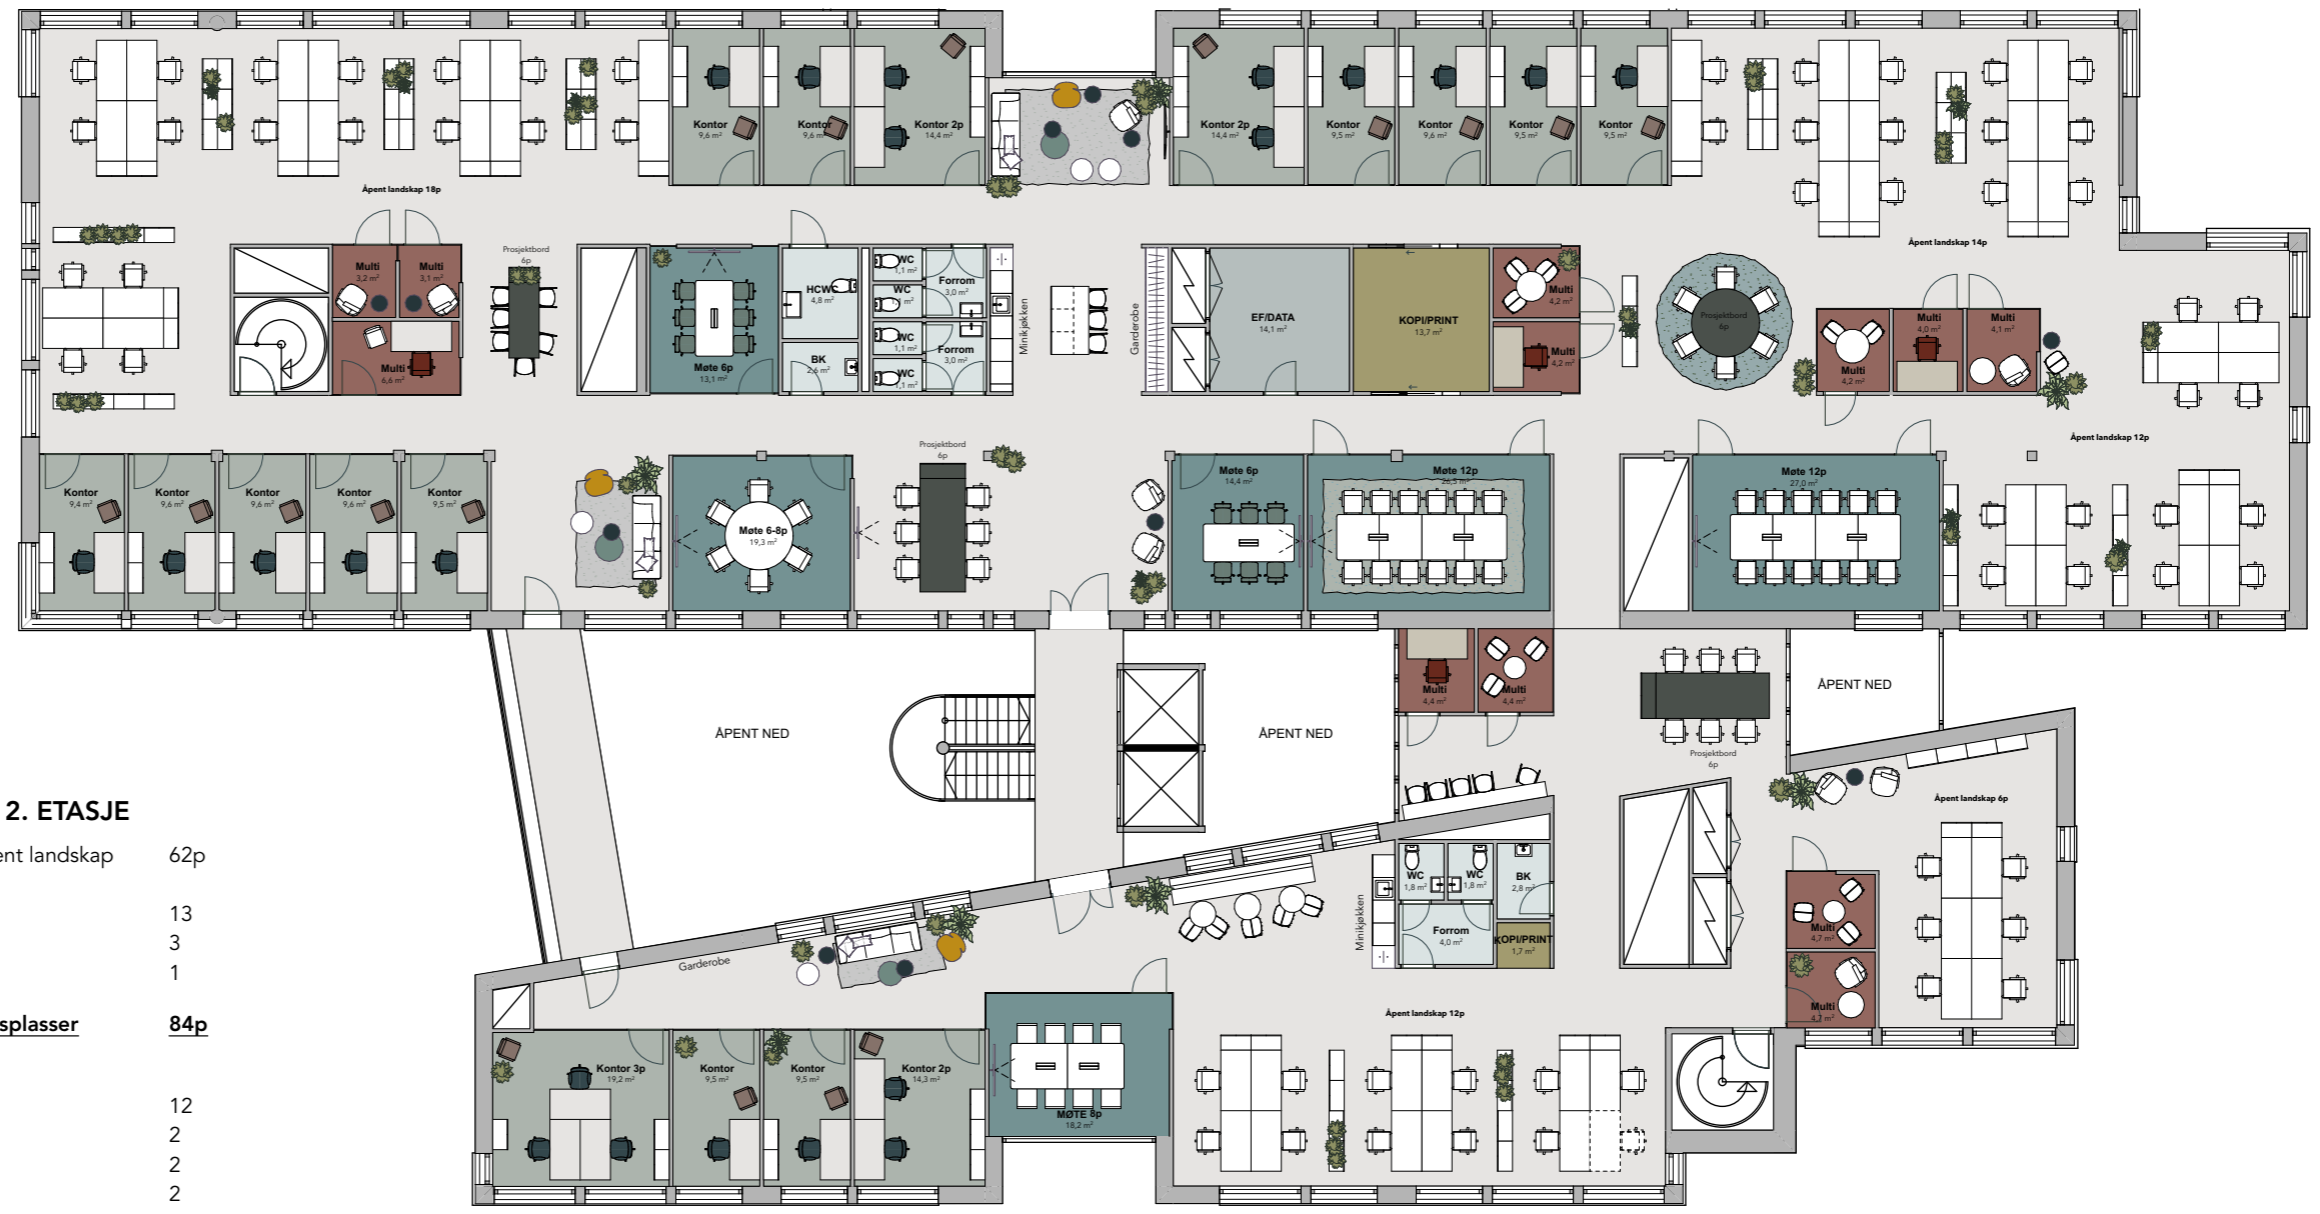 Kontor
9,6 m²
Kontor
9,6 m²
Kontor 2p
14,4 m²
Kontor 2p
14,4 m²
Kontor
9,5 m²
Kontor
9,6 m²
Kontor
9,5 m²
Kontor
9,5 m²
Åpent landskap 18p
Åpent landskap 14p
Multi
3,2 m²
Multi
3,1 m²
Multi
6,6 m²
Prosjektbord
6p
Møte 6p
13,1 m²
HCWC
4,8 m²
BK
2,6 m²
WC
1,1 m²
WC
1,1 m²
WC
1,1 m²
WC
1,1 m²
Forrom
3,0 m²
Forrom
3,0 m²
Minikjøkken
Garderobe
EF/DATA
14,1 m²
KOPI/PRINT
13,7 m²
Multi
4,2 m²
Multi
4,2 m²
Prosjektbord
6p
Multi
4,2 m²
Multi
4,0 m²
Multi
4,1 m²
Åpent landskap 12p
Kontor
9,4 m²
Kontor
9,6 m²
Kontor
9,6 m²
Kontor
9,6 m²
Kontor
9,5 m²
Møte 6-8p
19,3 m²
Prosjektbord
6p
Møte 6p
14,4 m²
Møte 12p
26,5 m²
Møte 12p
27,0 m²
ÅPENT NED
ÅPENT NED
ÅPENT NED
Multi
4,4 m²
Multi
4,4 m²
Prosjektbord
6p
Åpent landskap 6p
2. ETASJE
ent landskap 62p
13
3
1
splasser 84p
12
2
2
2
Garderobe
Minikjøkken
WC
1,8 m²
WC
1,8 m²
BK
2,8 m²
Forrom
4,0 m²
KOPI/PRINT
1,7 m²
Multi
4,7 m²
Multi
4,7 m²
Åpent landskap 12p
Kontor 3p
19,2 m²
Kontor
9,5 m²
Kontor
9,5 m²
Kontor 2p
14,3 m²
MØTE 8p
18,2 m²